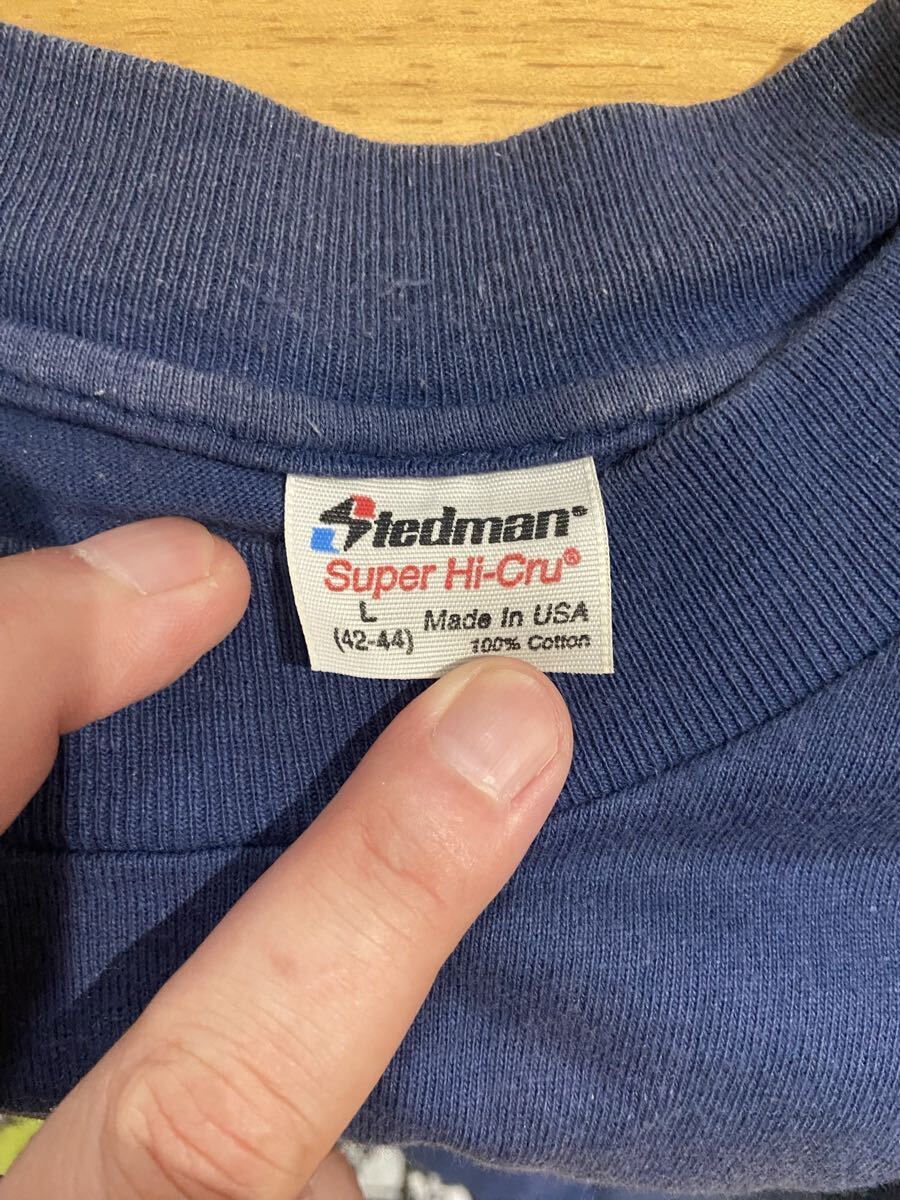 Stedman®
Super Hi-Cru®
L
Made In USA
(42-44)
100% Cotton